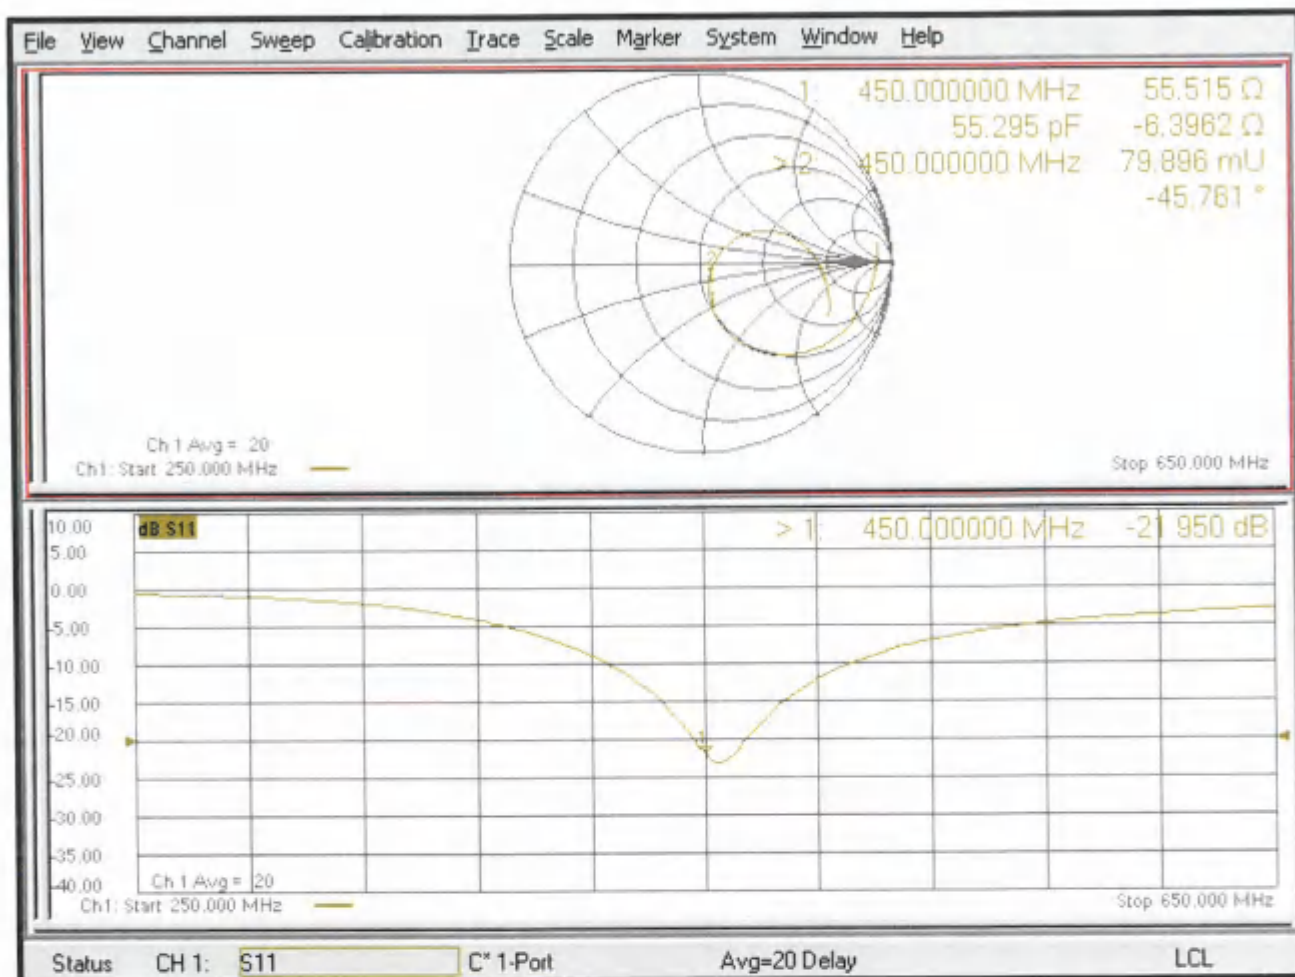 File View Channel Sweep Calibration Trace Scale Marker System Window Help
1: 450.000000 MHz 55.515 Ω
55.295 pF -6.3962 Ω
> 2: 450.000000 MHz 79.896 mU
-45.761 °
2
Ch 1 Avg = 20
Ch1: Start 250.000 MHz
Stop 650.000 MHz
10.00
dB S11
> 1: 450.000000 MHz -21.950 dB
5.00
0.00
-5.00
-10.00
-15.00
-20.00
1
-25.00
-30.00
-35.00
-40.00
Ch 1 Avg = 20
Ch1: Start 250.000 MHz
Stop 650.000 MHz
Status CH 1: S11 C* 1-Port Avg=20 Delay LCL